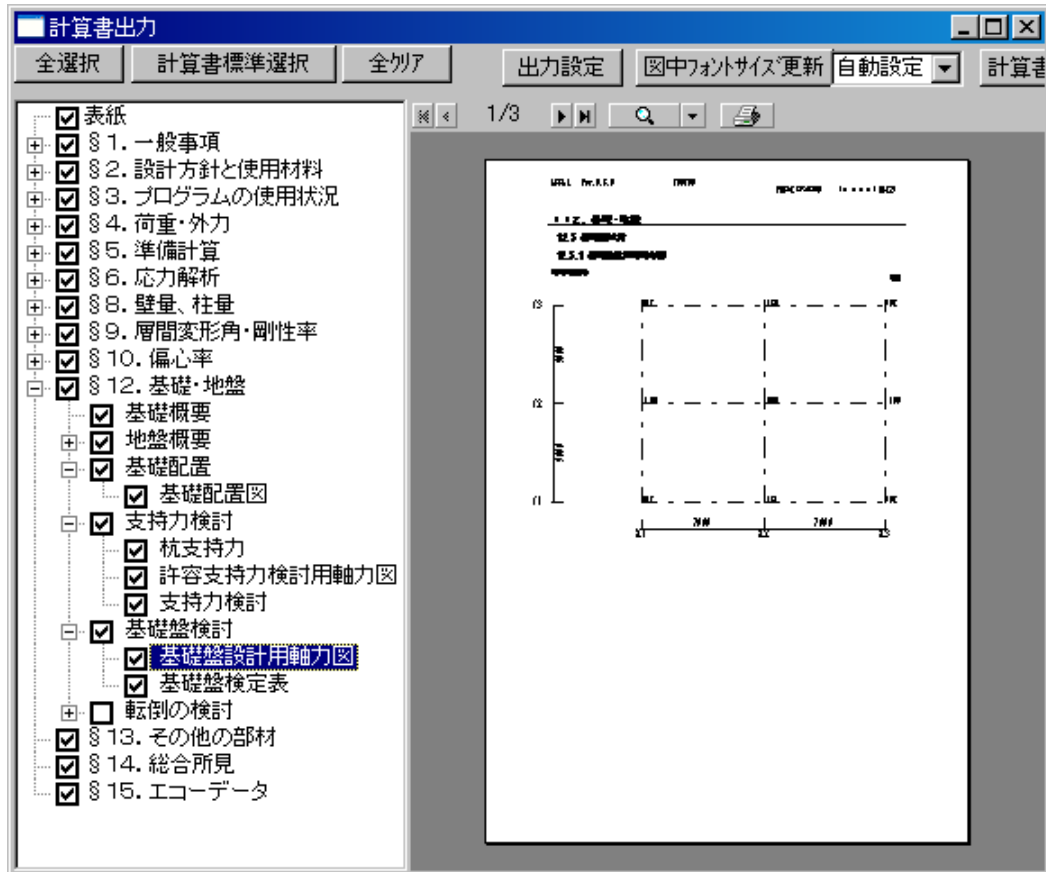 計算書出力
全選択 計算書標準選択 全クリア 出力設定 図中フォントサイズ更新 自動設定 計算書
表紙
§1. 一般事項
§2. 設計方針と使用材料
§3. プログラムの使用状況
§4. 荷重・外力
§5. 準備計算
§6. 応力解析
§8. 壁量、柱量
§9. 層間変形角・剛性率
§10. 偏心率
§12. 基礎・地盤
基礎概要
地盤概要
基礎配置
基礎配置図
支持力検討
杭支持力
許容支持力検討用軸力図
支持力検討
基礎盤検討
基礎盤設計用軸力図
基礎盤検定表
転倒の検討
§13. その他の部材
§14. 総合所見
§15. エコーデータ
1/3
12.5
12.5.1